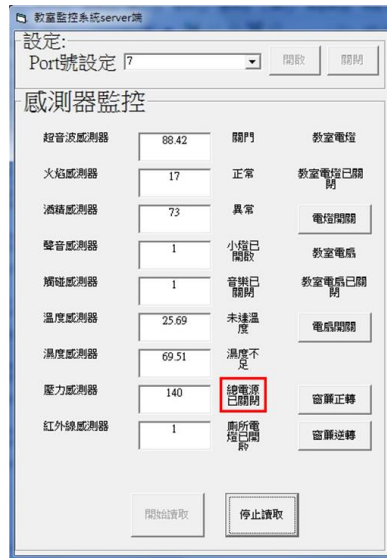 教室監控系統server端
設定:
Port號設定 7 開啟 關閉
感測器監控
超音波感測器 88.42 關門 教室電燈
火焰感測器 17 正常 教室電燈已關
閉
酒精感測器 73 異常 電燈開關
聲音感測器 1 小燈已
開啟 教室電扇
觸碰感測器 1 音樂已
關閉 教室電扇已關
閉
溫度感測器 25.69 未達溫
度 電扇開關
濕度感測器 69.51 濕度不
足
壓力感測器 140 總電源
已關閉 窗簾正轉
紅外線感測器 1 廁所電
燈已開
啟 窗簾逆轉
開始讀取 停止讀取